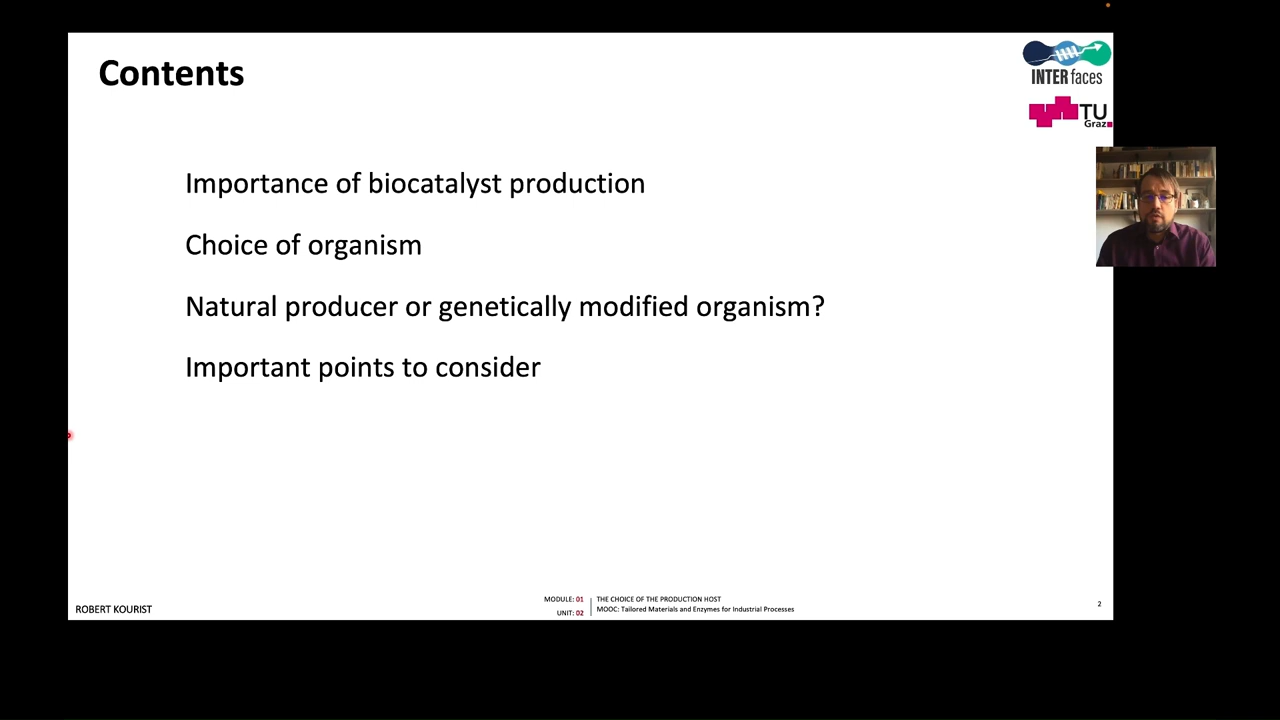 Contents
INTERfaces
TU
Graz
Importance of biocatalyst production
Choice of organism
Natural producer or genetically modified organism?
Important points to consider
ROBERT KOURIST
MODULE: 01
UNIT: 02
THE CHOICE OF THE PRODUCTION HOST
MOOC: Tailored Materials and Enzymes for Industrial Processes
2